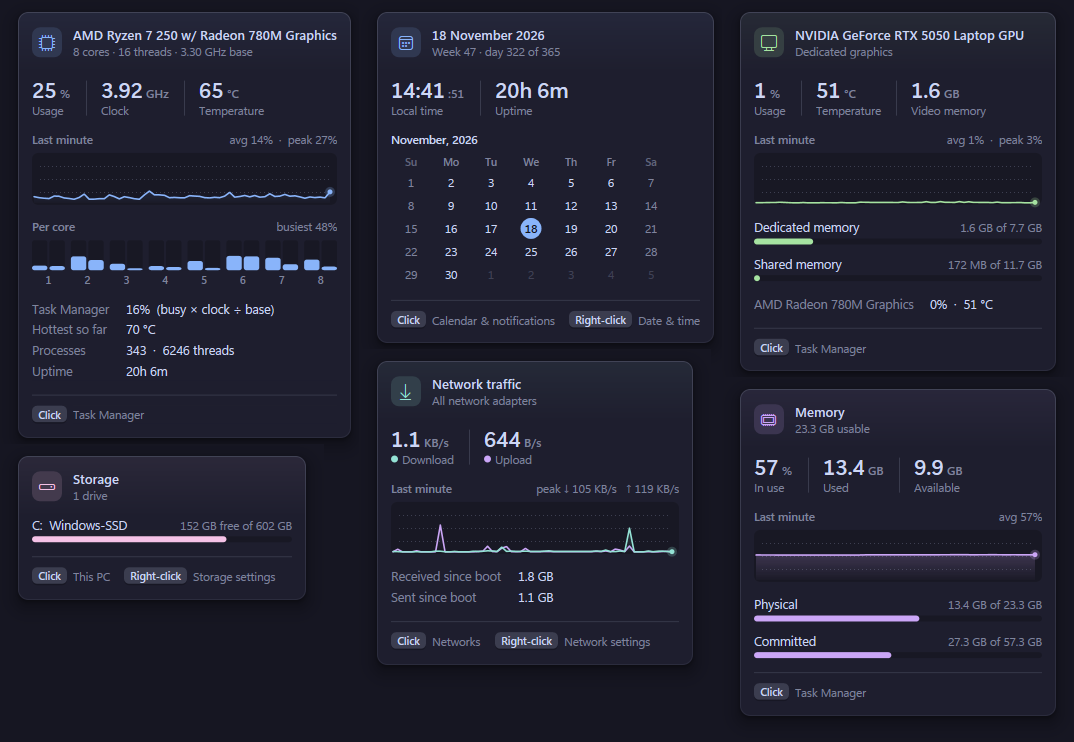 AMD Ryzen 7 250 w/ Radeon 780M Graphics
8 cores · 16 threads · 3.30 GHz base
25 % 3.92 GHz 65 °C
Usage Clock Temperature
Last minute avg 14% · peak 27%
Per core busiest 48%
1 2 3 4 5 6 7 8
Task Manager 16% (busy × clock ÷ base)
Hottest so far 70 °C
Processes 343 · 6246 threads
Uptime 20h 6m
Click Task Manager
Storage
1 drive
C: Windows-SSD 152 GB free of 602 GB
Click This PC Right-click Storage settings
18 November 2026
Week 47 · day 322 of 365
14:41 :51 20h 6m
Local time Uptime
November, 2026
Su Mo Tu We Th Fr Sa
1 2 3 4 5 6 7
8 9 10 11 12 13 14
15 16 17 18 19 20 21
22 23 24 25 26 27 28
29 30 1 2 3 4 5
Click Calendar & notifications Right-click Date & time
Network traffic
All network adapters
1.1 KB/s 644 B/s
Download Upload
Last minute peak ↓ 105 KB/s ↑ 119 KB/s
Received since boot 1.8 GB
Sent since boot 1.1 GB
Click Networks Right-click Network settings
NVIDIA GeForce RTX 5050 Laptop GPU
Dedicated graphics
1 % 51 °C 1.6 GB
Usage Temperature Video memory
Last minute avg 1% · peak 3%
Dedicated memory 1.6 GB of 7.7 GB
Shared memory 172 MB of 11.7 GB
AMD Radeon 780M Graphics 0% · 51 °C
Click Task Manager
Memory
23.3 GB usable
57 % 13.4 GB 9.9 GB
In use Used Available
Last minute avg 57%
Physical 13.4 GB of 23.3 GB
Committed 27.3 GB of 57.3 GB
Click Task Manager